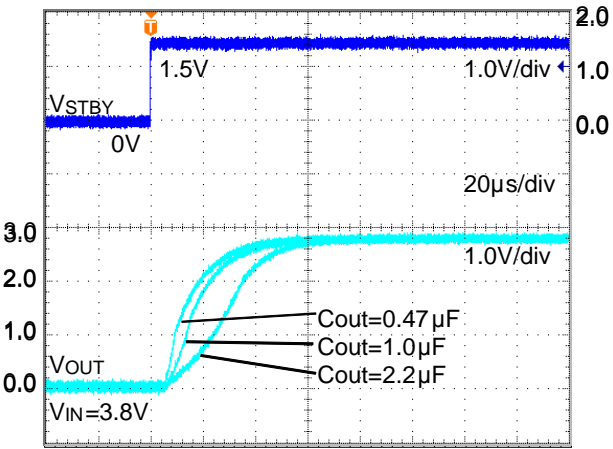 T
2.0
1.5V
1.0V/div
1.0
VSTBY
0V
0.0
20µs/div
3.0
1.0V/div
2.0
Cout=0.47µF
1.0
Cout=1.0µF
VOUT
Cout=2.2µF
0.0
VIN=3.8V